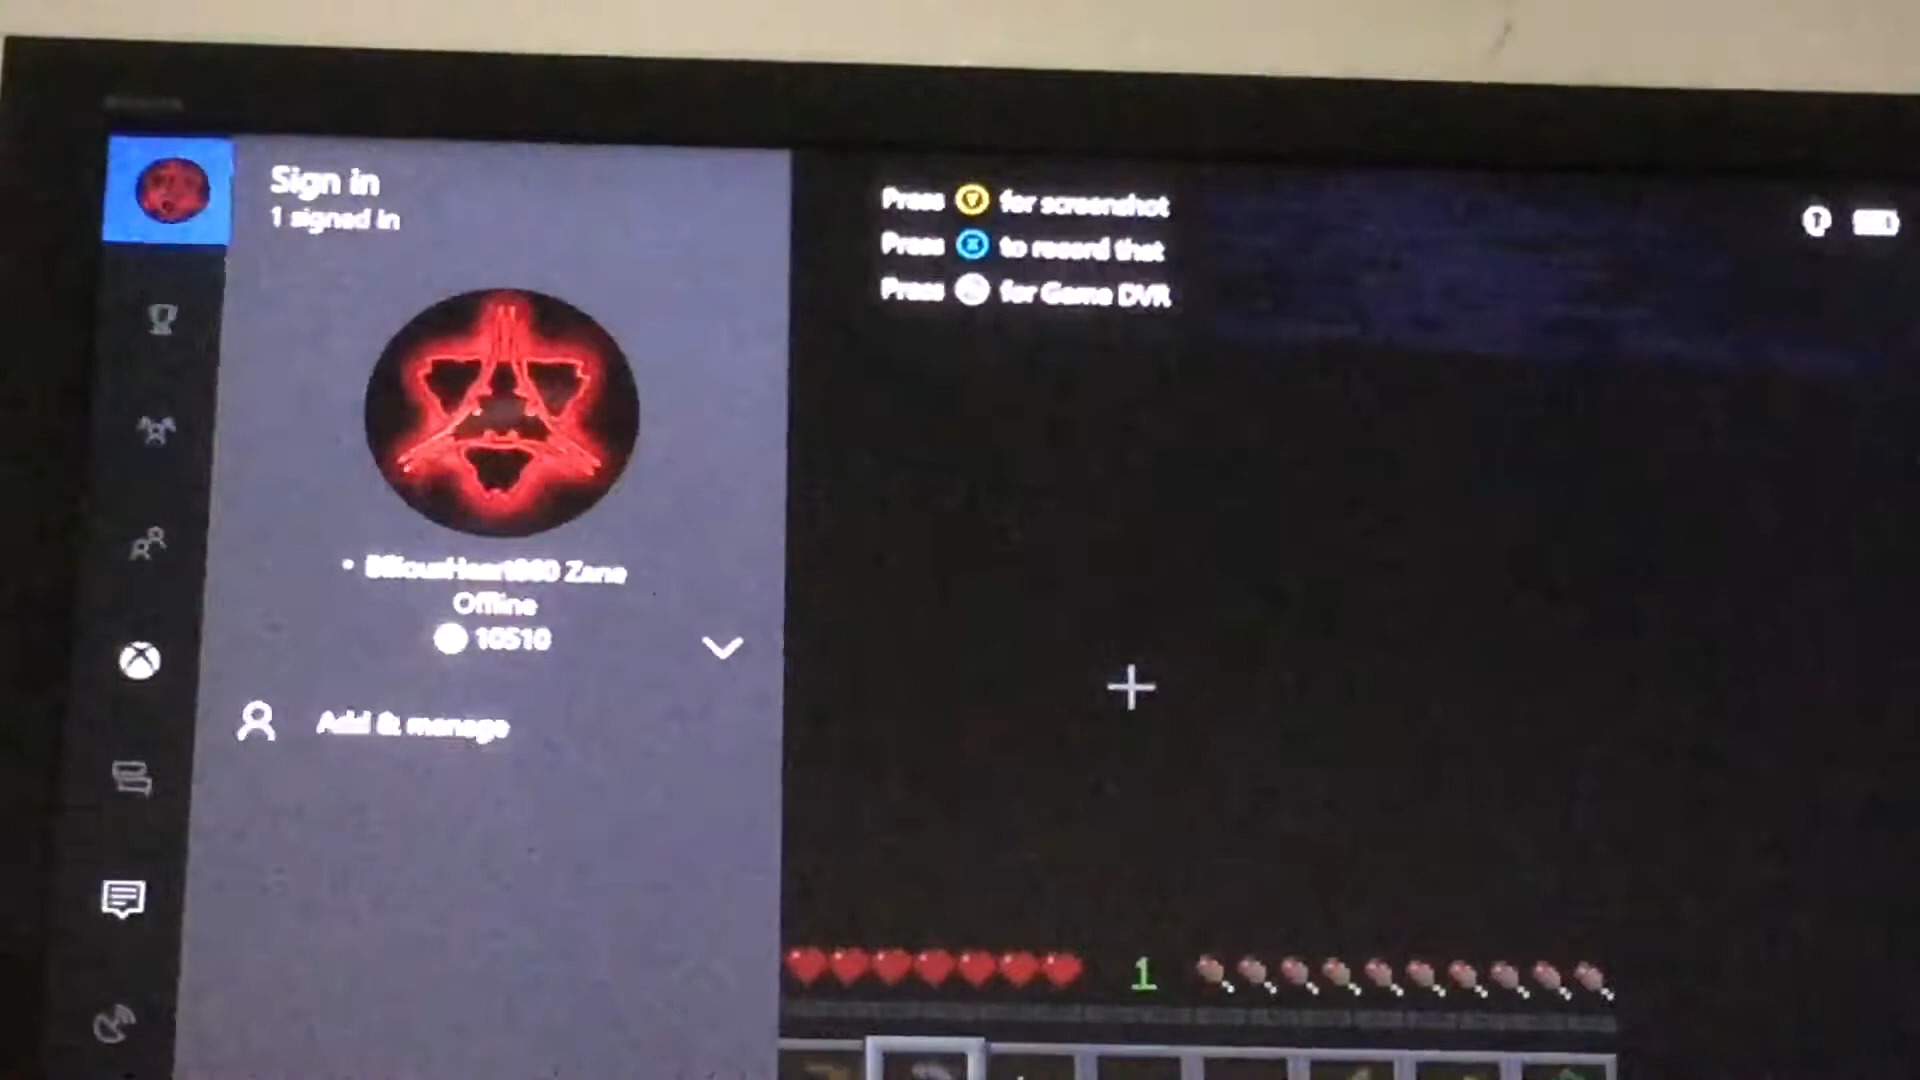 Sign in
1 signed in
Zane
Offline
10510
Add & manage
Press Y for screenshot
Press X to record that
Press for Game DVR
1